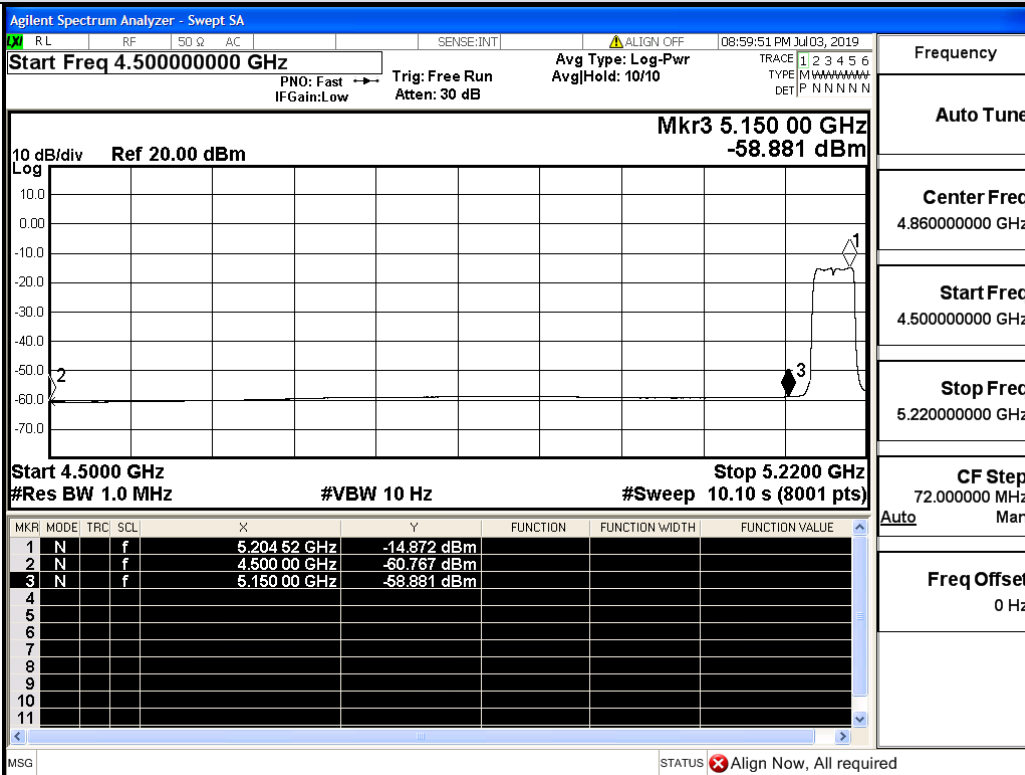 Agilent Spectrum Analyzer - Swept SA
LXI RL RF 50 Ω AC SENSE:INT ALIGN OFF 08:59:51 PM Jul 03, 2019
Start Freq 4.500000000 GHz
PNO: Fast
IFGain:Low
Trig: Free Run
Atten: 30 dB
Avg Type: Log-Pwr
Avg|Hold: 10/10
TRACE 1 2 3 4 5 6
TYPE M WWWWW
DET P N N N N N
Mkr3 5.150 00 GHz
-58.881 dBm
10 dB/div Ref 20.00 dBm
Log
10.0
0.00
-10.0
-20.0
-30.0
-40.0
-50.0
-60.0
-70.0
1
2
3
Start 4.5000 GHz Stop 5.2200 GHz
#Res BW 1.0 MHz #VBW 10 Hz #Sweep 10.10 s (8001 pts)
MKR MODE TRC SCL X Y FUNCTION FUNCTION WIDTH FUNCTION VALUE
1 N f 5.204 52 GHz -14.872 dBm
2 N f 4.500 00 GHz -60.767 dBm
3 N f 5.150 00 GHz -58.881 dBm
4
5
6
7
8
9
10
11
MSG STATUS Align Now, All required
Frequency
Auto Tune
Center Freq
4.860000000 GHz
Start Freq
4.500000000 GHz
Stop Freq
5.220000000 GHz
CF Step
72.000000 MHz
Auto Man
Freq Offset
0 Hz